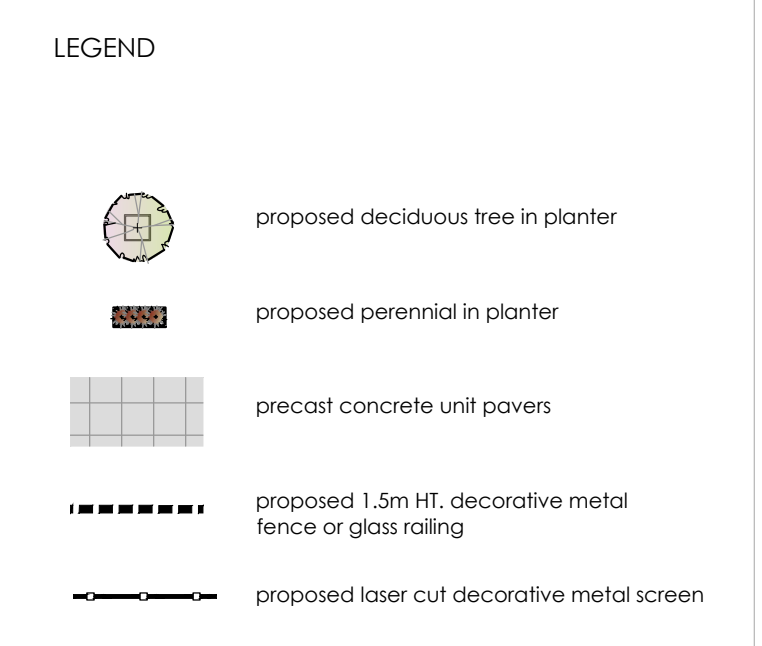 LEGEND
proposed deciduous tree in planter
proposed perennial in planter
precast concrete unit pavers
proposed 1.5m HT. decorative metal
fence or glass railing
proposed laser cut decorative metal screen